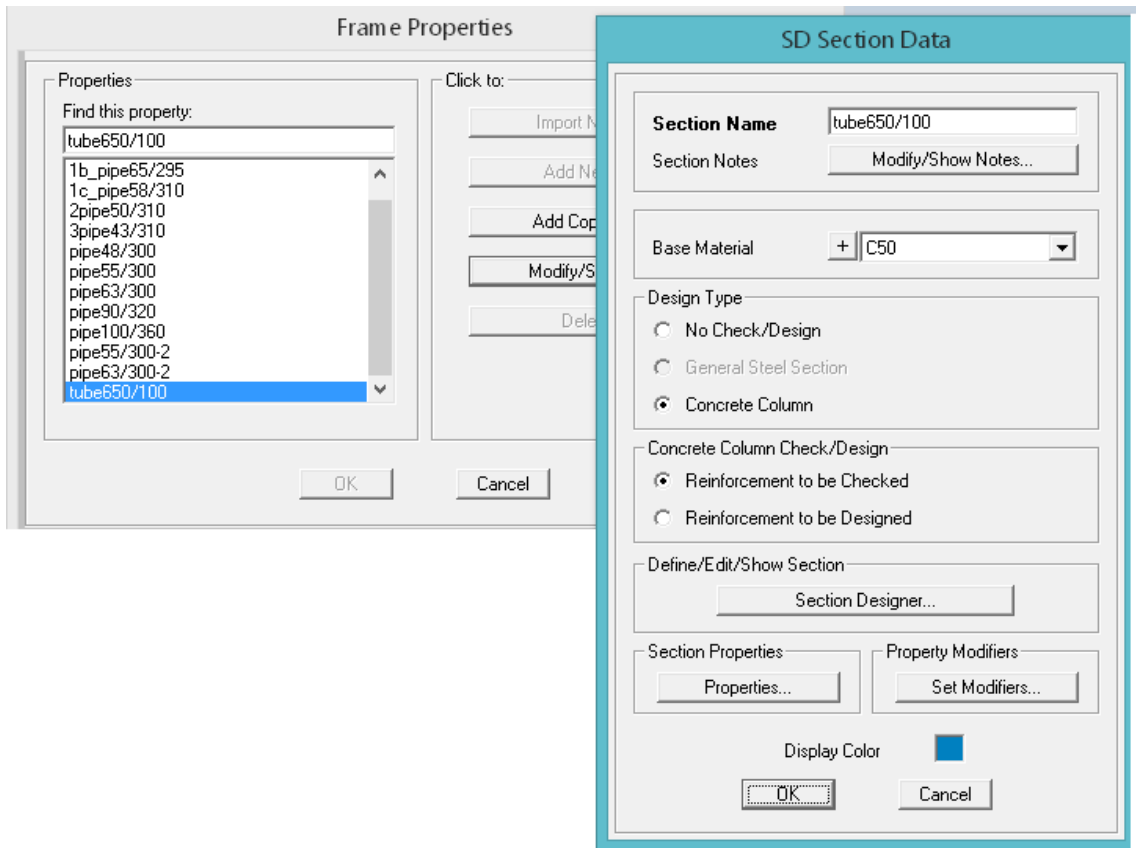 Frame Properties
Properties
Find this property:
tube650/100
1b_pipe65/295
1c_pipe58/310
2pipe50/310
3pipe43/310
pipe48/300
pipe55/300
pipe63/300
pipe90/320
pipe100/360
pipe55/300-2
pipe63/300-2
tube650/100
Click to:
Import N
Add Ne
Add Cop
Modify/S
Dele
OK
Cancel
SD Section Data
Section Name
tube650/100
Section Notes
Modify/Show Notes...
Base Material
+
C50
Design Type
No Check/Design
General Steel Section
Concrete Column
Concrete Column Check/Design
Reinforcement to be Checked
Reinforcement to be Designed
Define/Edit/Show Section
Section Designer...
Section Properties
Properties...
Property Modifiers
Set Modifiers...
Display Color
OK
Cancel